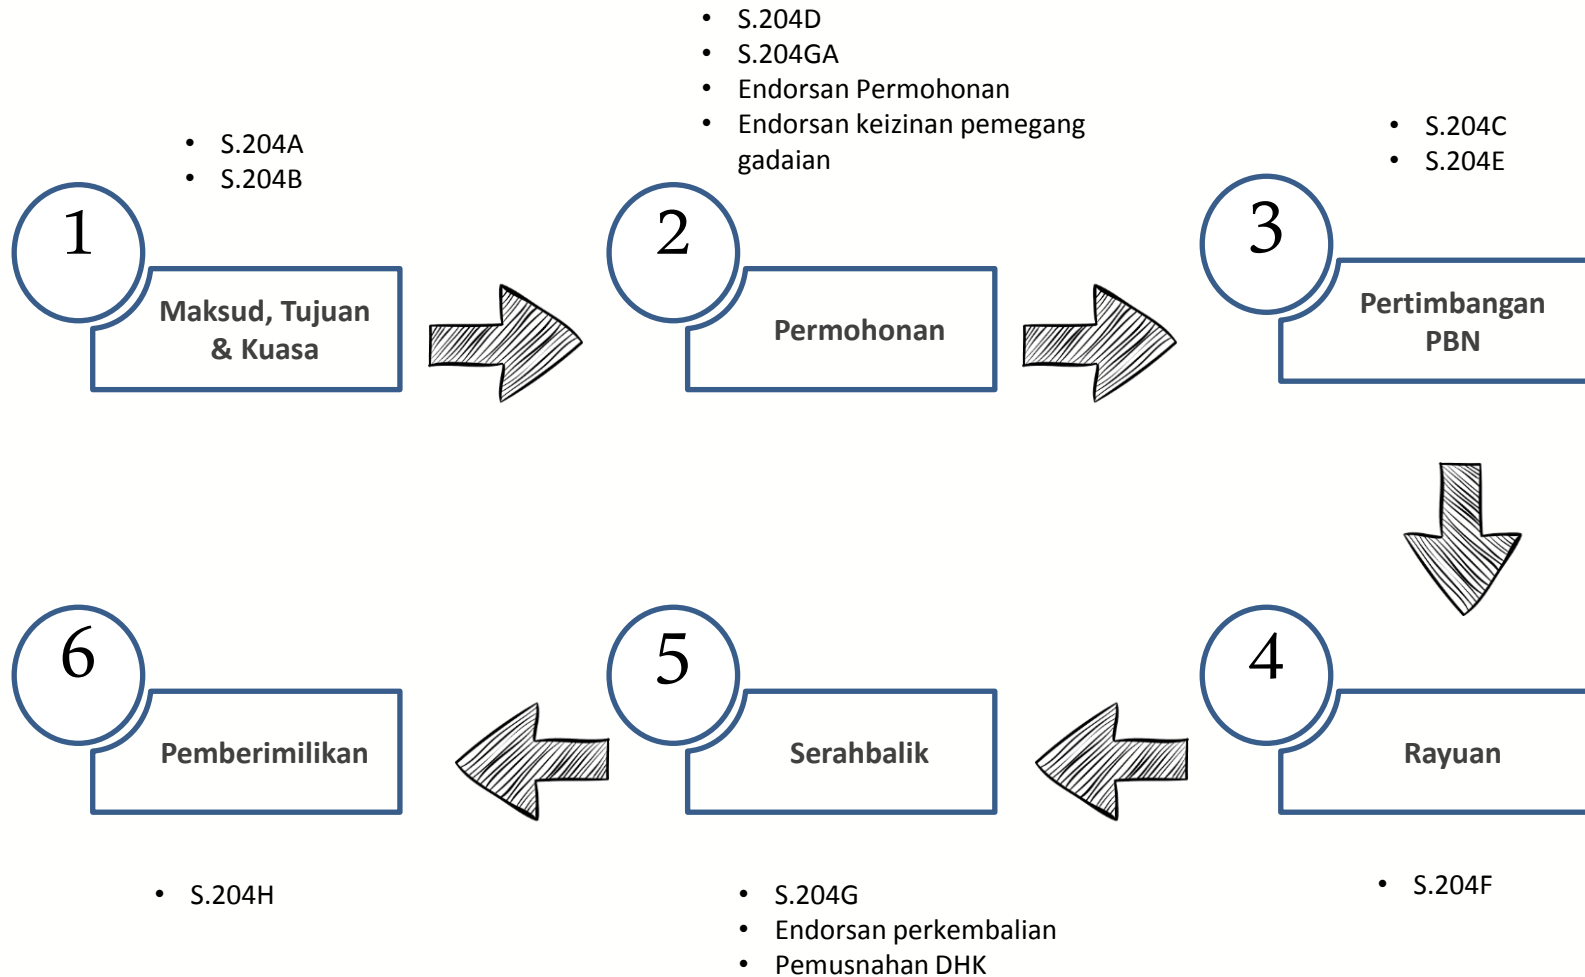 • S.204A
• S.204B
1
Maksud, Tujuan
& Kuasa
• S.204D
• S.204GA
• Endorsan Permohonan
• Endorsan keizinan pemegang
gadaian
2
Permohonan
• S.204C
• S.204E
3
Pertimbangan
PBN
4
Rayuan
• S.204F
5
Serahbalik
• S.204G
• Endorsan perkembalian
• Pemusnahan DHK
6
Pemberimilikan
• S.204H